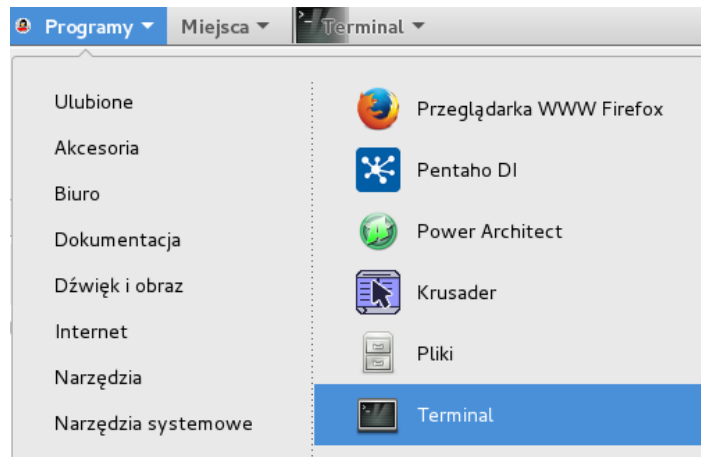 Programy Miejsca Terminal
Ulubione
Akcesoria
Biuro
Dokumentacja
Dźwięk i obraz
Internet
Narzędzia
Narzędzia systemowe
Przeglądarka WWW Firefox
Pentaho DI
Power Architect
Krusader
Pliki
Terminal